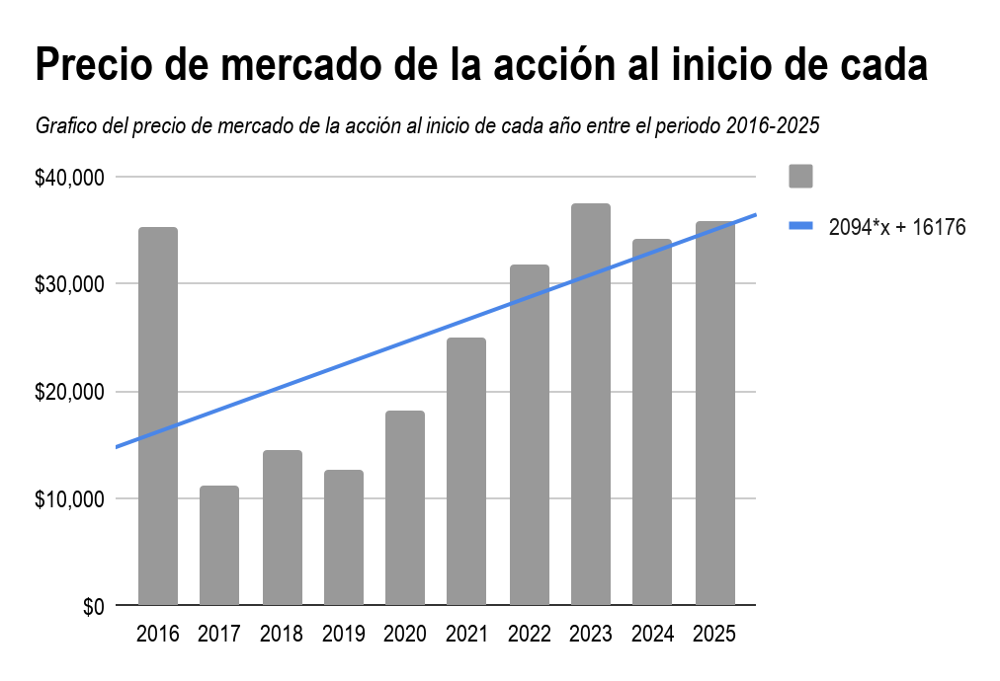 Precio de mercado de la acción al inicio de cada
Grafico del precio de mercado de la acción al inicio de cada año entre el periodo 2016-2025
$40,000
$30,000
$20,000
$10,000
$0
2016 2017 2018 2019 2020 2021 2022 2023 2024 2025
2094*x + 16176